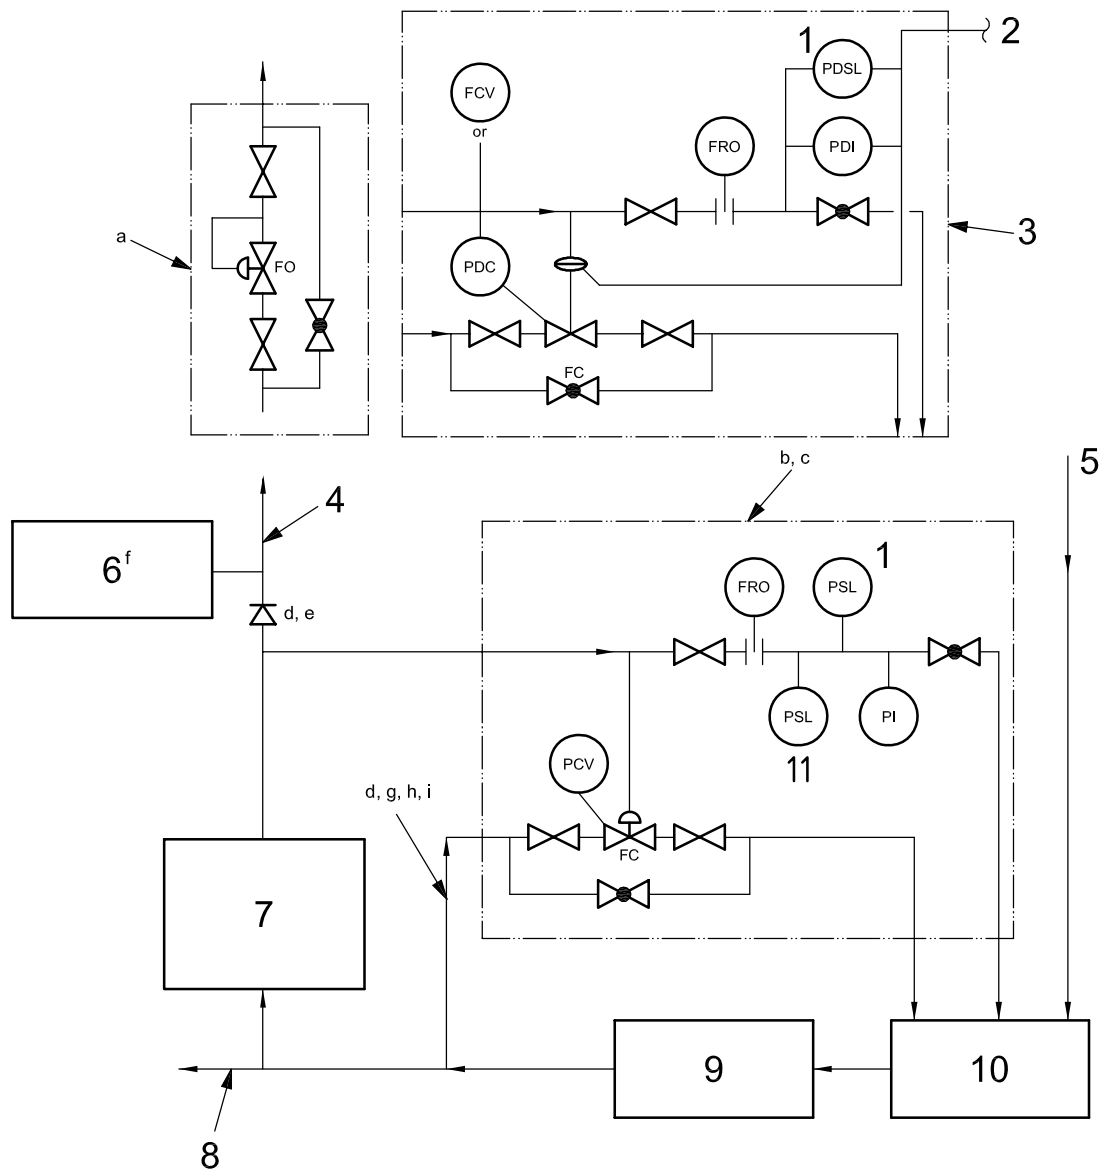 1
PDSL
2
FCV
or
FRO
PDI
3
a
FO
PDC
FC
b, c
5
4
6 f
1
FRO
PSL
d, e
PSL
PI
11
PCV
d, g, h, i
FC
7
9
10
8